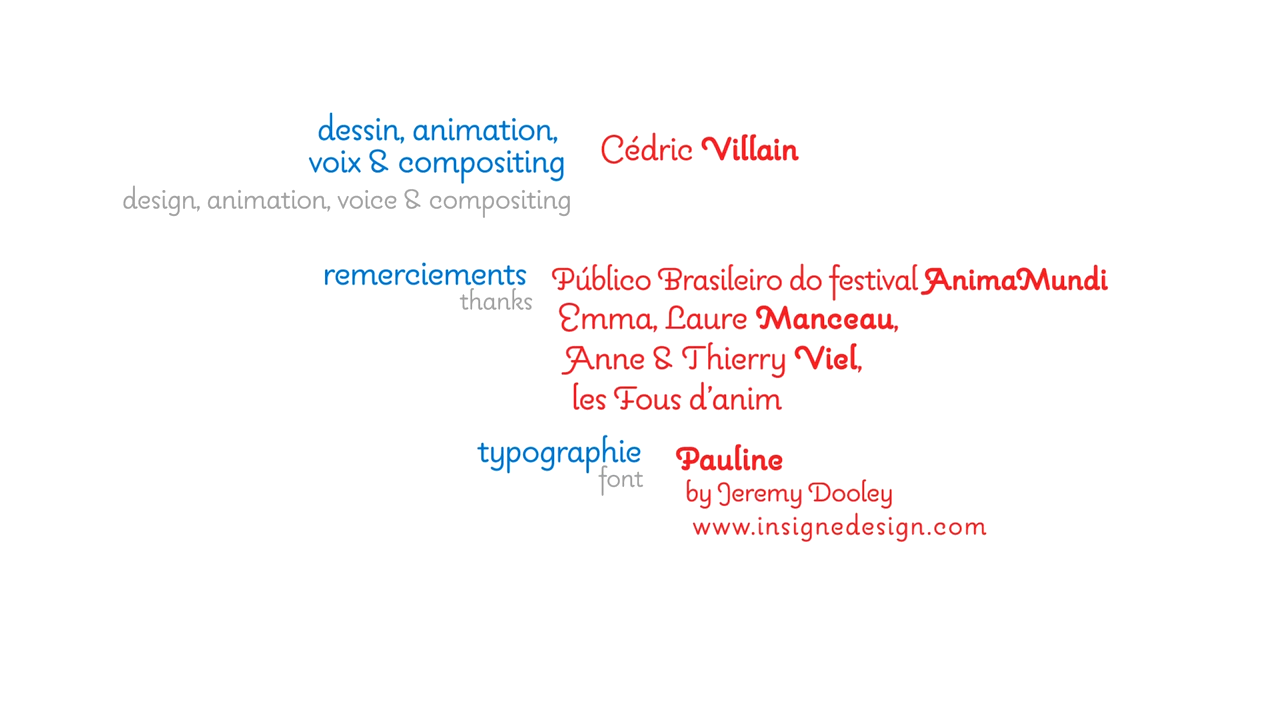 dessin, animation,
voix & compositing
design, animation, voice & compositing
Cédric Villain
remerciements
thanks
Público Brasileiro do festival AnimaMundi
Emma, Laure Manceau,
Anne & Thierry Viel,
les Fous d'anim
typographie
font
Pauline
by Jeremy Dooley
www.insignedesign.com